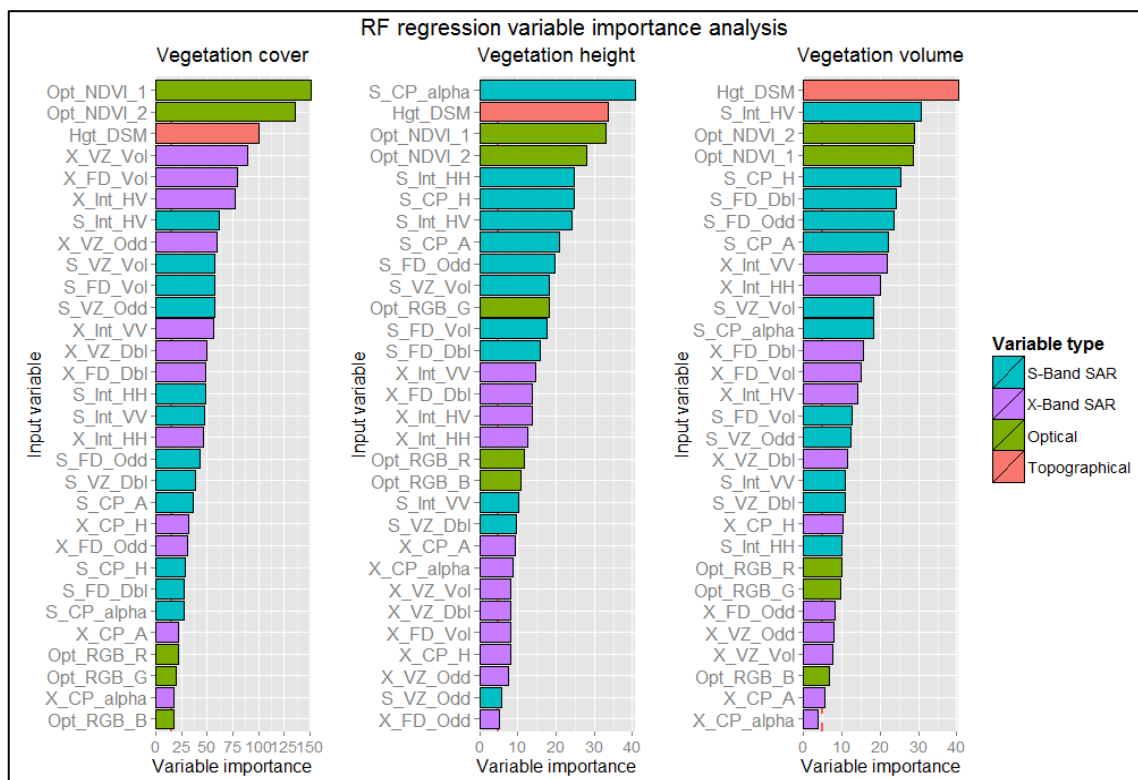 RF regression variable importance analysis
Vegetation cover
Input variable
Opt_NDVI_1
Opt_NDVI_2
Hgt_DSM
X_VZ_Vol
X_FD_Vol
X_Int_HV
S_Int_HV
X_VZ_Odd
S_VZ_Vol
S_FD_Vol
S_VZ_Odd
X_Int_VV
X_VZ_Dbl
X_FD_Dbl
S_Int_HH
S_Int_VV
X_Int_HH
S_FD_Odd
S_VZ_Dbl
S_CP_A
X_CP_H
X_FD_Odd
S_CP_H
S_FD_Dbl
S_CP_alpha
X_CP_A
Opt_RGB_R
Opt_RGB_G
X_CP_alpha
Opt_RGB_B
0 25 50 75 100 125 150
Variable importance
Vegetation height
Input variable
S_CP_alpha
Hgt_DSM
Opt_NDVI_1
Opt_NDVI_2
S_Int_HH
S_CP_H
S_Int_HV
S_CP_A
S_FD_Odd
S_VZ_Vol
Opt_RGB_G
S_FD_Vol
S_FD_Dbl
X_Int_VV
X_FD_Dbl
X_Int_HV
X_Int_HH
Opt_RGB_R
Opt_RGB_B
S_Int_VV
S_VZ_Dbl
X_CP_A
X_CP_alpha
X_VZ_Vol
X_VZ_Dbl
X_FD_Vol
X_CP_H
X_VZ_Odd
S_VZ_Odd
X_FD_Odd
0 10 20 30 40
Variable importance
Vegetation volume
Input variable
Hgt_DSM
S_Int_HV
Opt_NDVI_2
Opt_NDVI_1
S_CP_H
S_FD_Dbl
S_FD_Odd
S_CP_A
X_Int_VV
X_Int_HH
S_VZ_Vol
S_CP_alpha
X_FD_Dbl
X_FD_Vol
X_Int_HV
S_FD_Vol
S_VZ_Odd
X_VZ_Dbl
S_Int_VV
S_VZ_Dbl
X_CP_H
S_Int_HH
Opt_RGB_R
Opt_RGB_G
X_FD_Odd
X_VZ_Odd
X_VZ_Vol
Opt_RGB_B
X_CP_A
X_CP_alpha
0 10 20 30 40
Variable importance
Variable type
S-Band SAR
X-Band SAR
Optical
Topographical